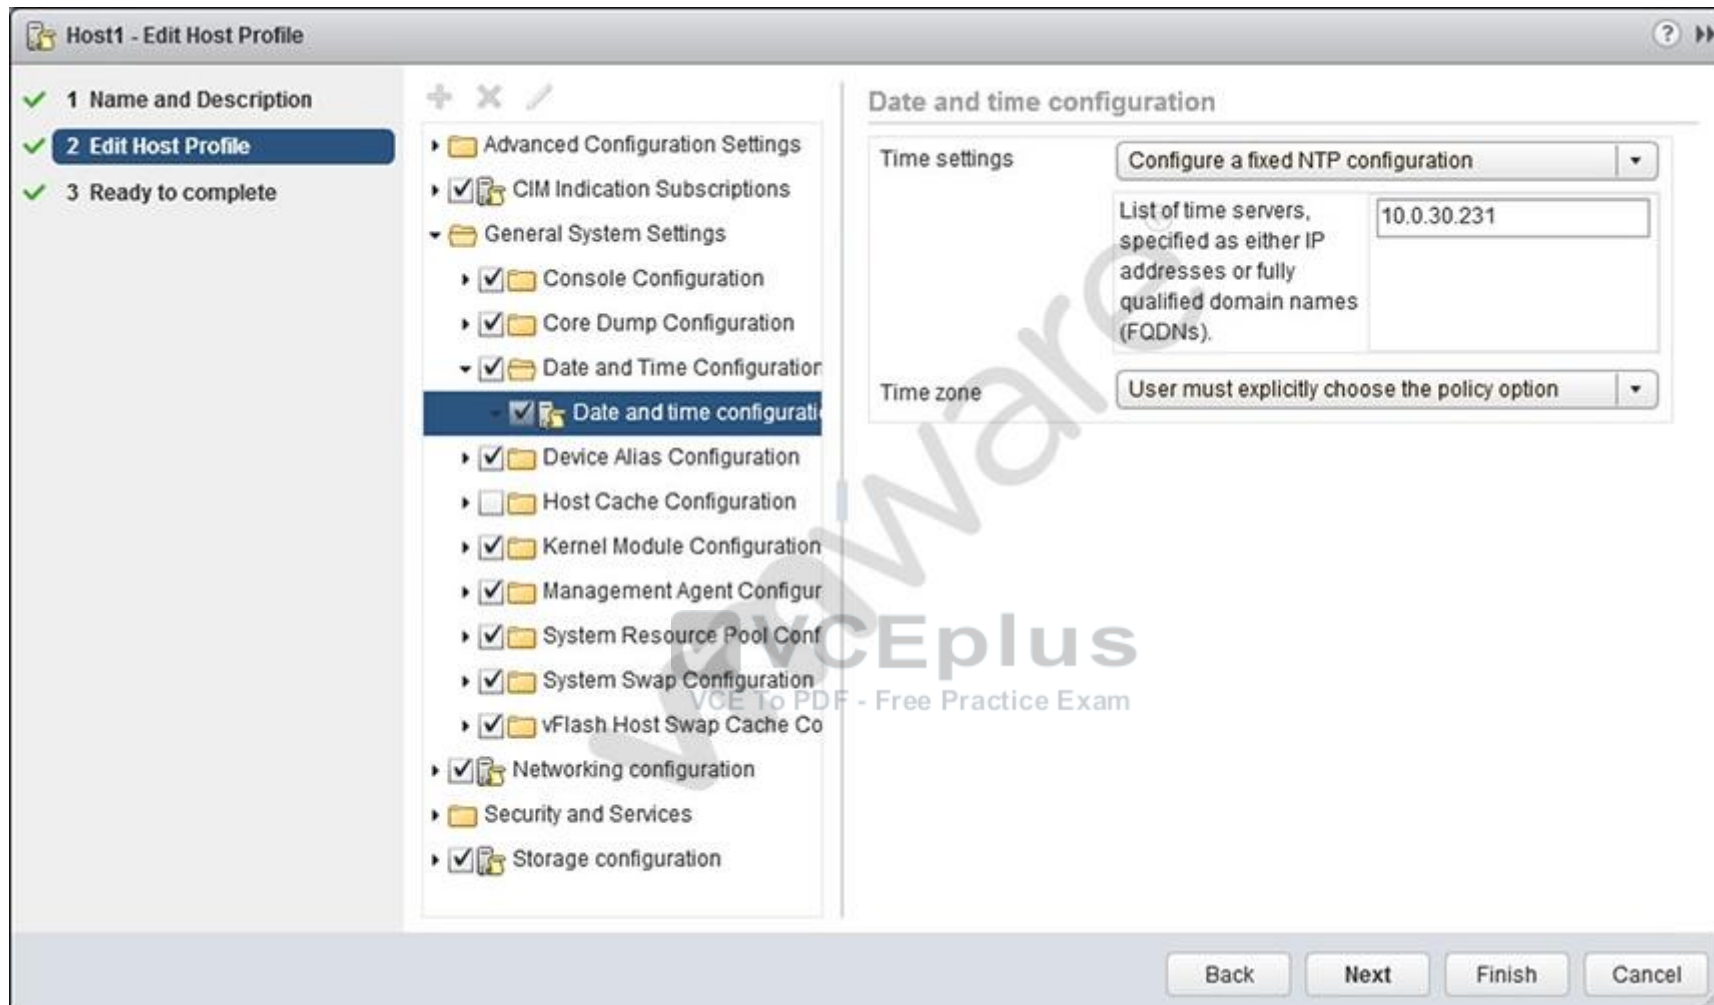 Host1 - Edit Host Profile
?
1 Name and Description
2 Edit Host Profile
3 Ready to complete
Advanced Configuration Settings
CIM Indication Subscriptions
General System Settings
Console Configuration
Core Dump Configuration
Date and Time Configuration
Date and time configurati
Device Alias Configuration
Host Cache Configuration
Kernel Module Configuration
Management Agent Configur
System Resource Pool Conf
System Swap Configuration
vFlash Host Swap Cache Co
Networking configuration
Security and Services
Storage configuration
Date and time configuration
Time settings
Configure a fixed NTP configuration
List of time servers,
specified as either IP
addresses or fully
qualified domain names
(FQDNs).
10.0.30.231
Time zone
User must explicitly choose the policy option
vmware®
VCEplus
VCE To PDF - Free Practice Exam
Back
Next
Finish
Cancel